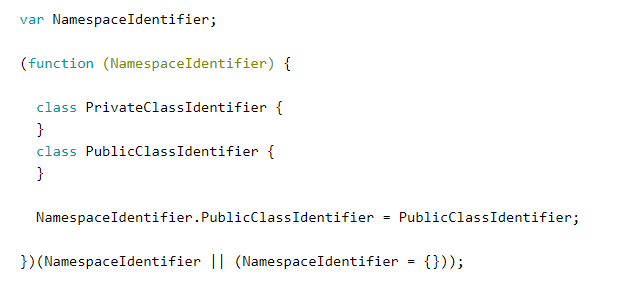 var NamespaceIdentifier;
(function (NamespaceIdentifier) {
class PrivateClassIdentifier {
}
class PublicClassIdentifier {
}
NamespaceIdentifier.PublicClassIdentifier = PublicClassIdentifier;
})(NamespaceIdentifier || (NamespaceIdentifier = {}));